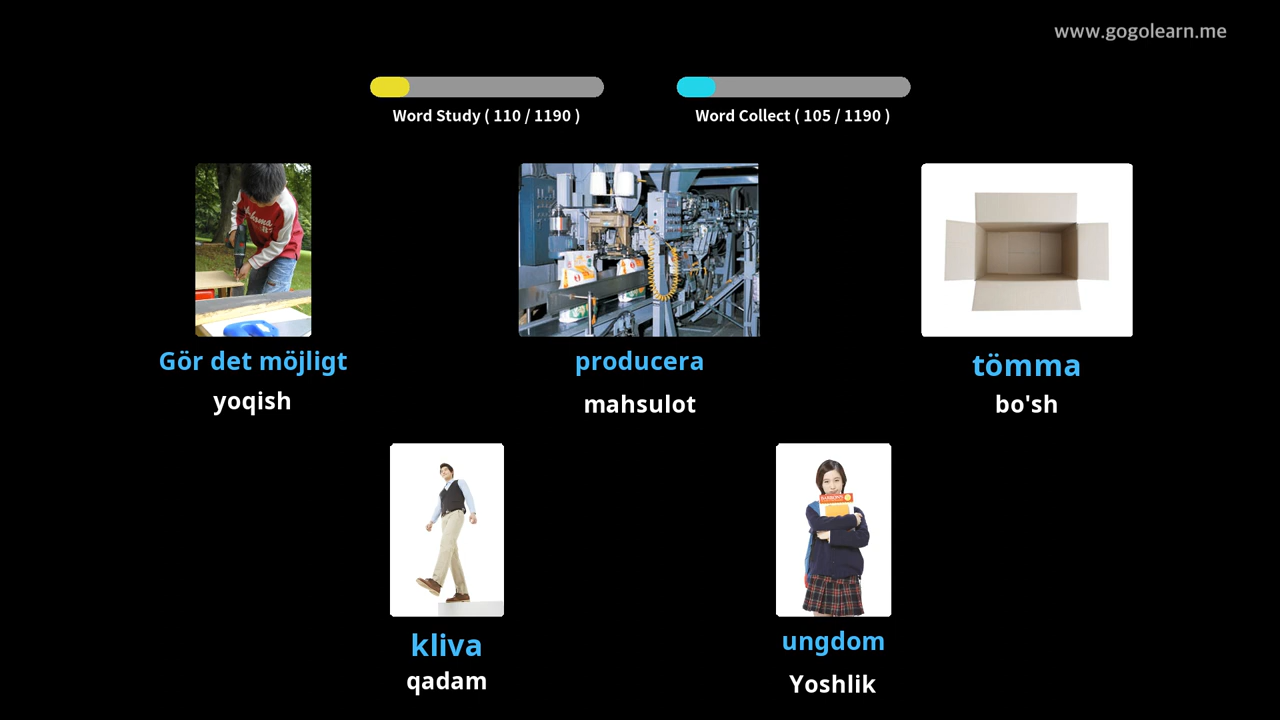 www.gogolearn.me
Word Study ( 110 / 1190 )
Word Collect ( 105 / 1190 )
Gör det möjligt
yoqish
producera
mahsulot
tömma
bo'sh
kliva
qadam
ungdom
Yoshlik